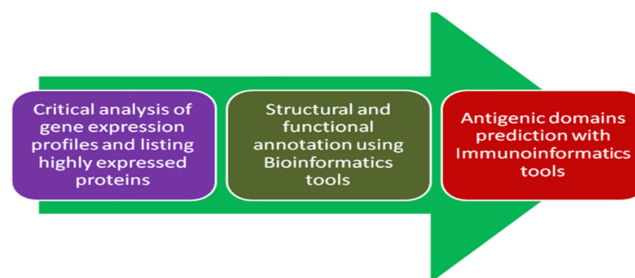 Critical analysis of
gene expression
profiles and listing
highly expressed
proteins
Structural and
functional
annotation using
Bioinformatics
tools
Antigenic domains
prediction with
Immunoinformatics
tools